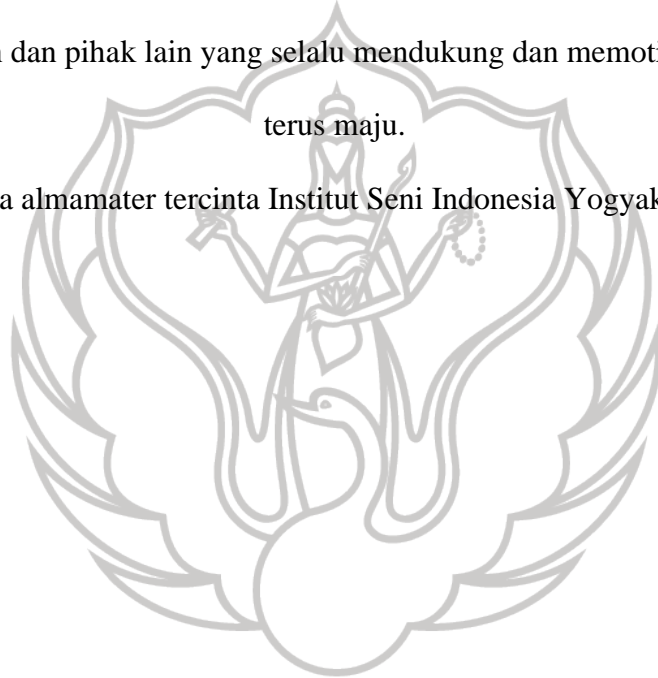 dan pihak lain yang selalu mendukung dan memoti
terus maju.
almamater tercinta Institut Seni Indonesia Yogyak